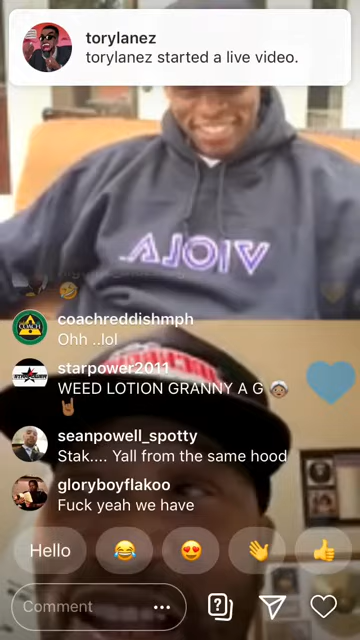 torylanez
torylanez started a live video.
VIOLA
coachreddishmph
Ohh ..lol
starpower2011
WEED LOTION GRANNY A G 👵🏽
🤘🏾
seanpowell_spotty
Stak.... Yall from the same hood
gloryboyflakoo
Fuck yeah we have
Hello 😂 😍 👋 👍
Comment